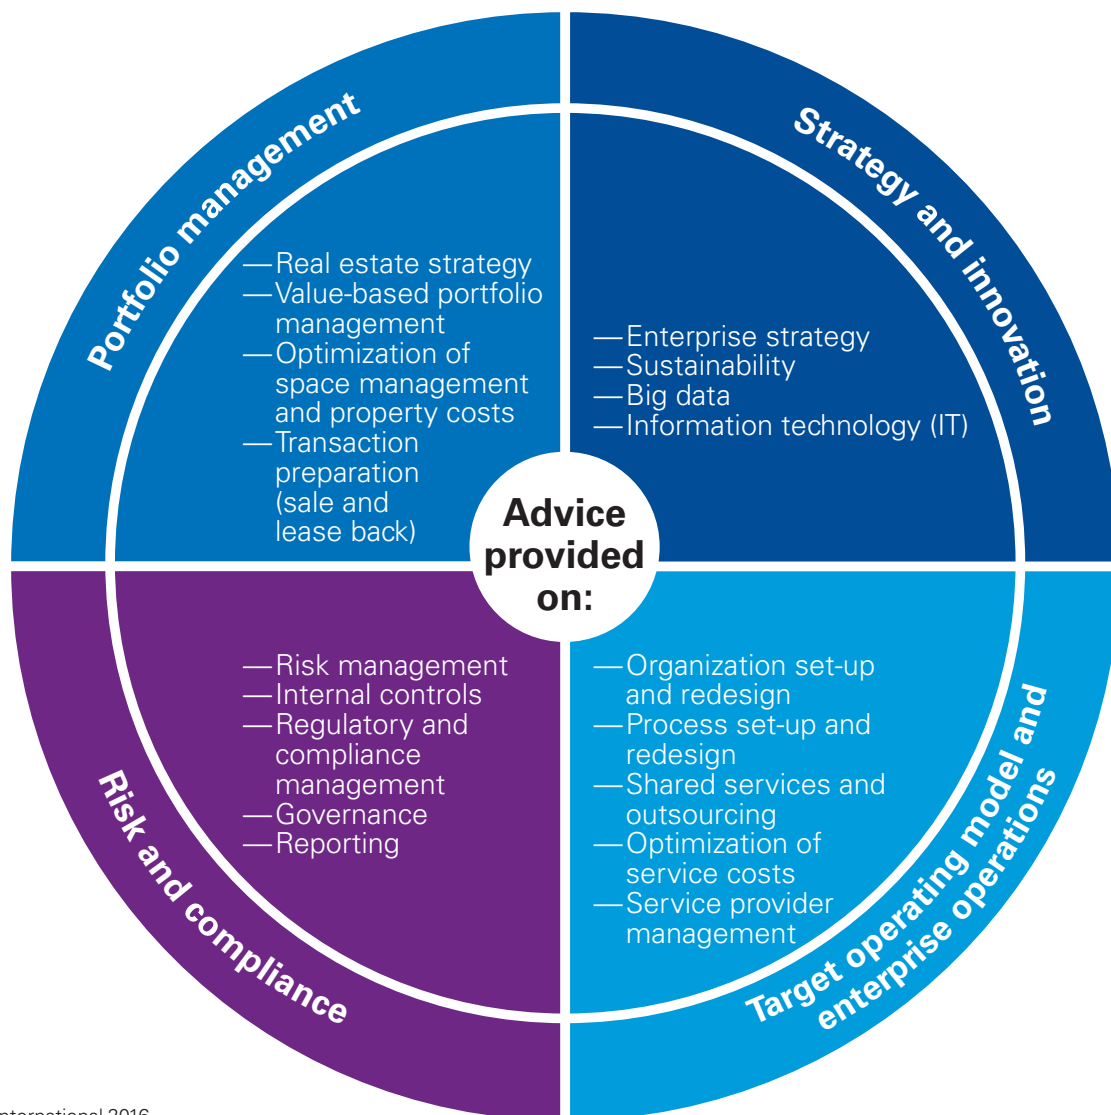 Portfolio management
—Real estate strategy
—Value-based portfolio
management
—Optimization of
space management
and property costs
—Transaction
preparation
(sale and
lease back)
Strategy and innovation
—Enterprise strategy
—Sustainability
—Big data
—Information technology (IT)
Advice
provided
on:
Risk and compliance
—Risk management
—Internal controls
—Regulatory and
compliance
management
—Governance
—Reporting
Target operating model and
enterprise operations
—Organization set-up
and redesign
—Process set-up and
redesign
—Shared services and
outsourcing
—Optimization of
service costs
—Service provider
management